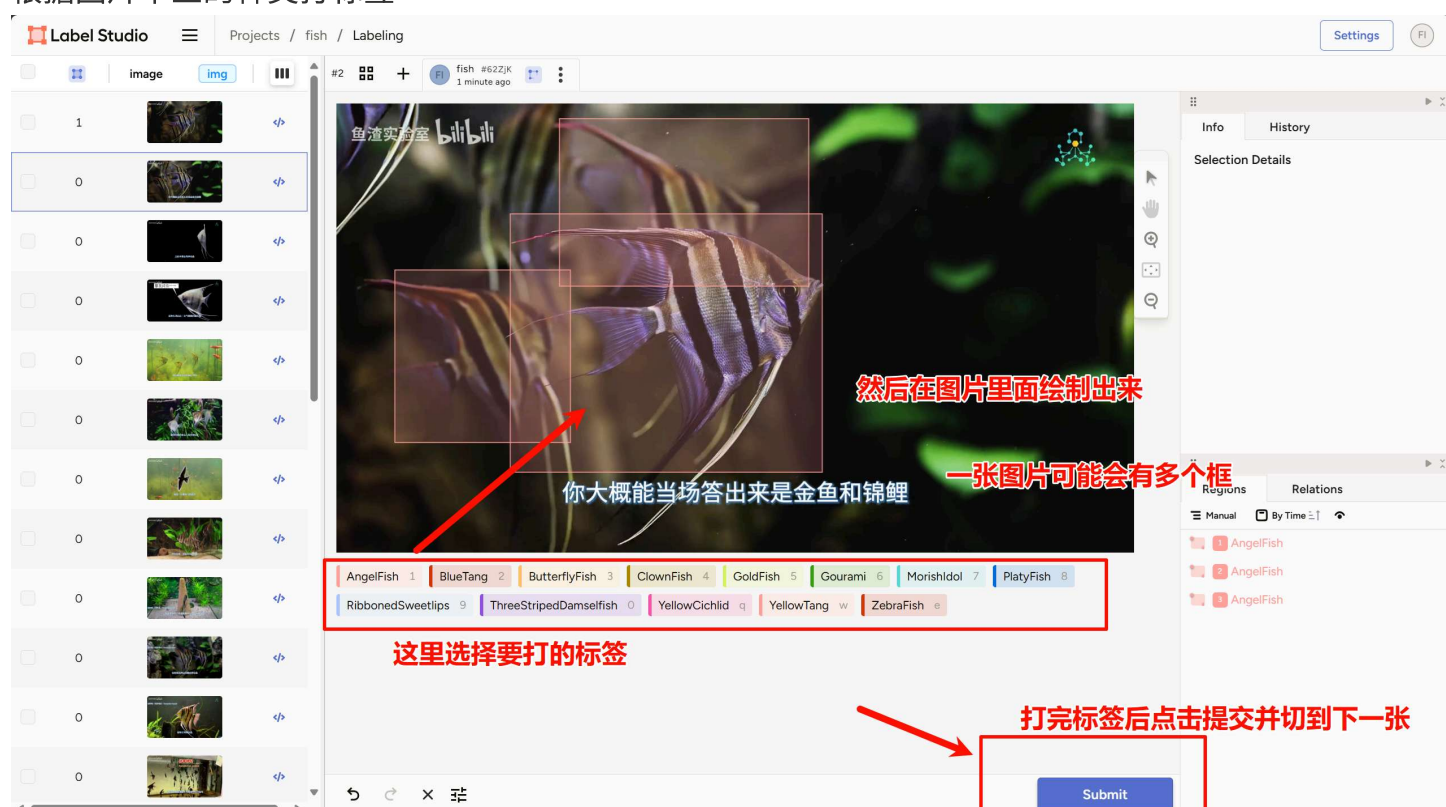 Label Studio
Projects / fish / Labeling
Settings
FI
image
img
#2
FI
fish #62ZjK
1 minute ago
1
0
0
0
0
0
0
0
0
0
0
0
鱼渣实验室 bilibili
然后在图片里面绘制出来
一张图片可能会有多个框
你大概能当场答出来是金鱼和锦鲤
AngelFish 1
BlueTang 2
ButterflyFish 3
ClownFish 4
GoldFish 5
Gourami 6
MorishIdol 7
PlatyFish 8
RibbonedSweetlips 9
ThreeStripedDamselfish 0
YellowCichlid q
YellowTang w
ZebraFish e
这里选择要打的标签
打完标签后点击提交并切到下一张
Submit
Info
History
Selection Details
Regions
Relations
Manual
By Time
1 AngelFish
2 AngelFish
3 AngelFish